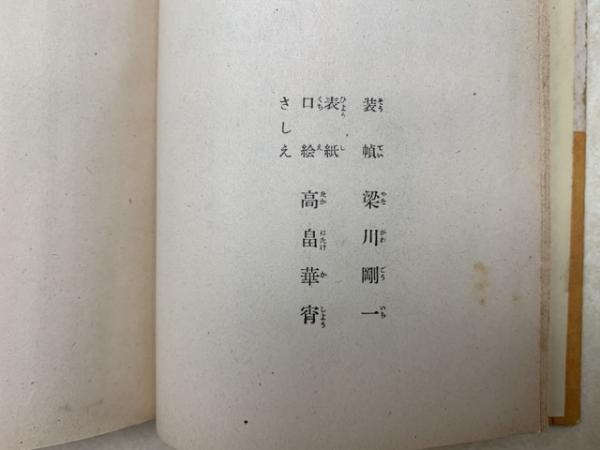 装幀 梁川剛一
表紙
口絵 高畠華宵
さしえ